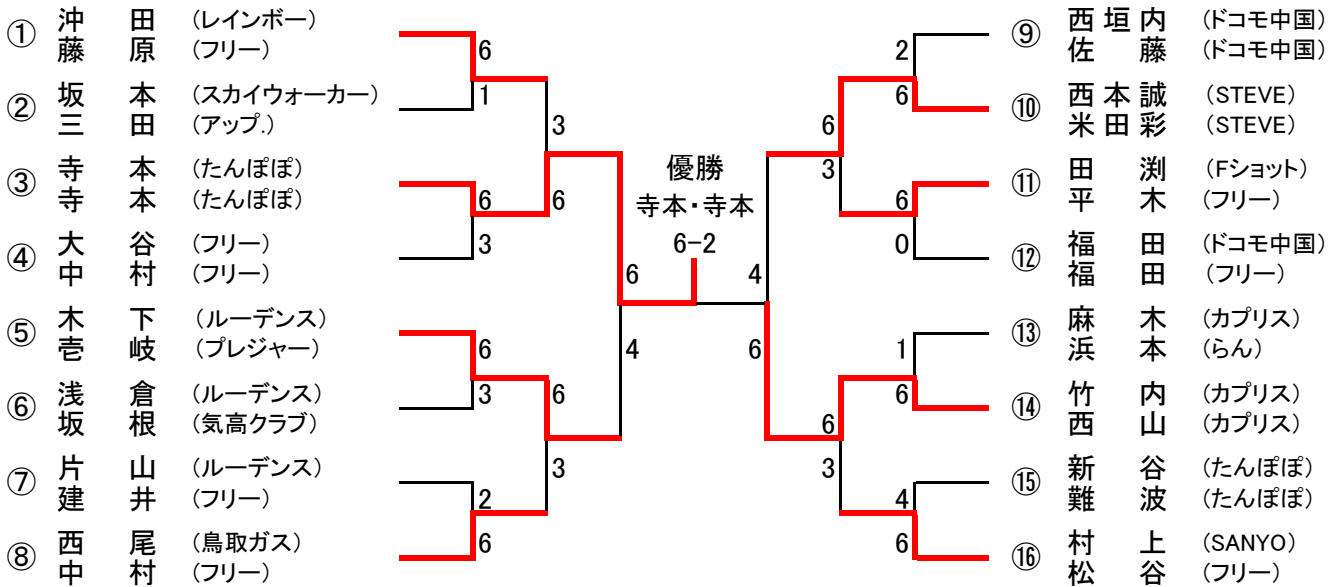 ① 沖田 (レインボー)
藤原 (フリー)
② 坂本 (スカイウォーカー)
三田 (アップ.)
③ 寺本 (たんぽぽ)
寺本 (たんぽぽ)
④ 大谷 (フリー)
中村 (フリー)
⑤ 木下 (ルーデンス)
壱岐 (プレジャー)
⑥ 浅倉 (ルーデンス)
坂根 (気高クラブ)
⑦ 片山 (ルーデンス)
建井 (フリー)
⑧ 西尾 (鳥取ガス)
中村 (フリー)
6
1
3
6
6
3
6
4
6
3
6
3
2
6
優勝
寺本・寺本
6-2
2
6
6
3
6
0
4
6
1
6
6
3
4
6
⑨ 西垣内 (ドコモ中国)
佐藤 (ドコモ中国)
⑩ 西本誠 (STEVE)
米田彩 (STEVE)
⑪ 田渕 (Fショット)
平木 (フリー)
⑫ 福田 (ドコモ中国)
福田 (フリー)
⑬ 麻木 (カプリス)
浜本 (らん)
⑭ 竹内 (カプリス)
西山 (カプリス)
⑮ 新谷 (たんぽぽ)
難波 (たんぽぽ)
⑯ 村上 (SANYO)
松谷 (フリー)